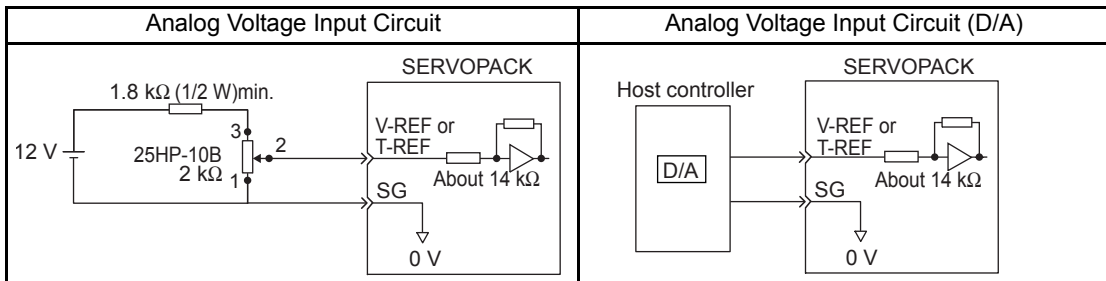 Analog Voltage Input Circuit
Analog Voltage Input Circuit (D/A)
SERVOPACK
1.8 kΩ (1/2 W)min.
3
2
12 V
25HP-10B
2 kΩ
1
V-REF or
T-REF
About 14 kΩ
SG
0 V
SERVOPACK
Host controller
D/A
V-REF or
T-REF
About 14 kΩ
SG
0 V